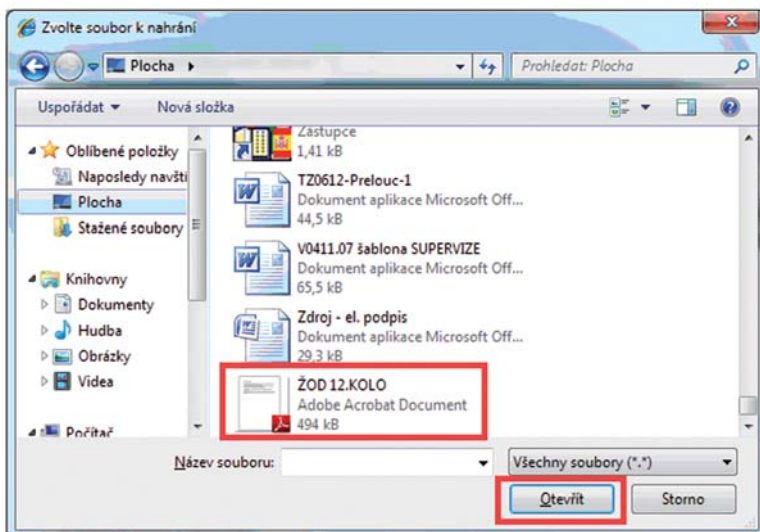 Zvolte soubor k nahrání
Plocha
Prohledat: Plocha
Uspořádat
Nová složka
Oblíbené položky
Naposledy navšti
Plocha
Stažené soubory
Knihovny
Dokumenty
Hudba
Obrázky
Videa
Počítač
Zástupce
1,41 kB
TZ0612-Prelouc-1
Dokument aplikace Microsoft Off...
44,5 kB
V0411.07 šablona SUPERVIZE
Dokument aplikace Microsoft Off...
65,5 kB
Zdroj - el. podpis
Dokument aplikace Microsoft Off...
29,3 kB
ŽOD 12.KOLO
Adobe Acrobat Document
494 kB
Název souboru:
Všechny soubory (*.*)
Otevřít
Storno